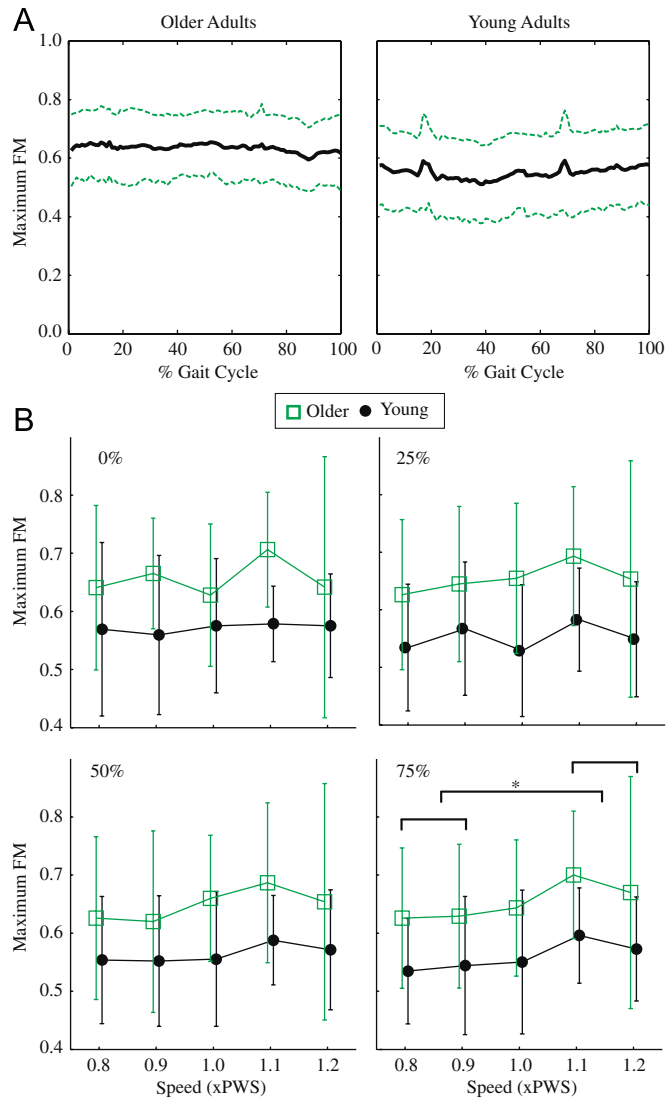 A
Older Adults
Young Adults
1.0
0.8
0.6
0.4
0.2
0.0
Maximum FM
0 20 40 60 80 100
0 20 40 60 80 100
% Gait Cycle
% Gait Cycle
B
Older Young
0%
25%
0.8
0.7
0.6
0.5
0.4
Maximum FM
50%
75%
*
0.8
0.7
0.6
0.5
0.4
Maximum FM
0.8 0.9 1.0 1.1 1.2
0.8 0.9 1.0 1.1 1.2
Speed (xPWS)
Speed (xPWS)